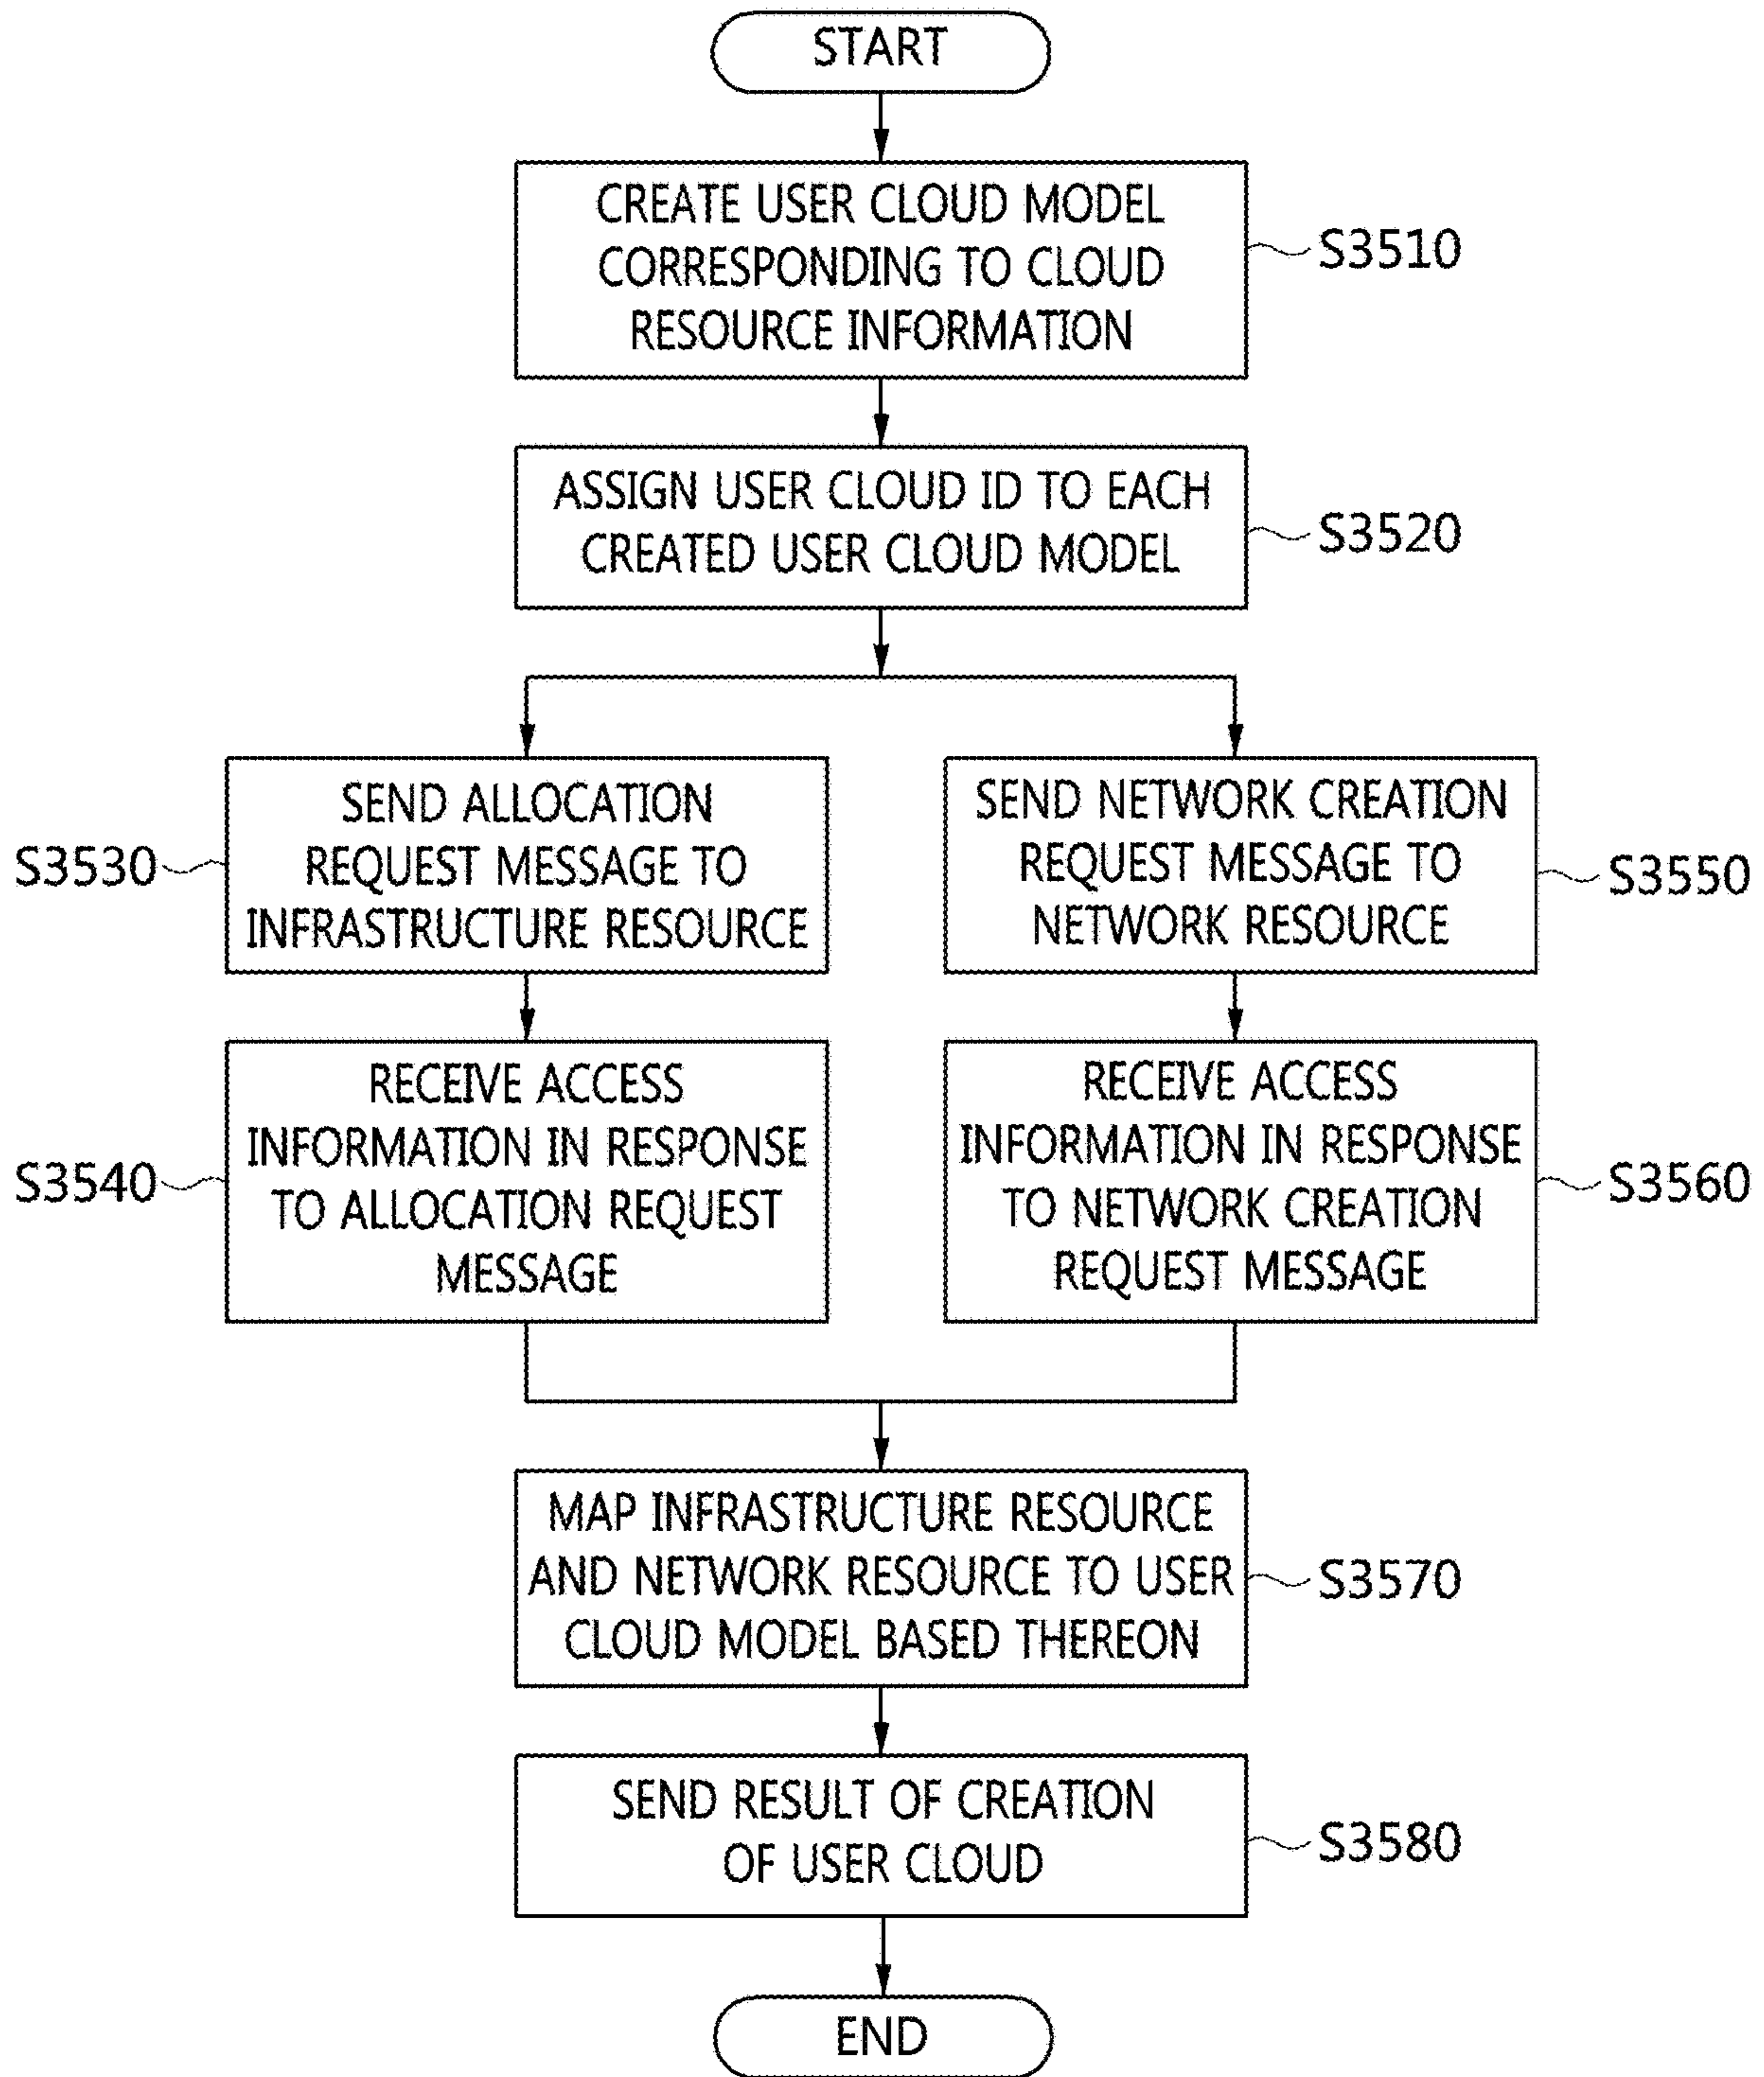 START
CREATE USER CLOUD MODEL
CORRESPONDING TO CLOUD
RESOURCE INFORMATION
S3510
ASSIGN USER CLOUD ID TO EACH
CREATED USER CLOUD MODEL
S3520
SEND ALLOCATION
REQUEST MESSAGE TO
INFRASTRUCTURE RESOURCE
S3530
SEND NETWORK CREATION
REQUEST MESSAGE TO
NETWORK RESOURCE
S3550
RECEIVE ACCESS
INFORMATION IN RESPONSE
TO ALLOCATION REQUEST
MESSAGE
S3540
RECEIVE ACCESS
INFORMATION IN RESPONSE
TO NETWORK CREATION
REQUEST MESSAGE
S3560
MAP INFRASTRUCTURE RESOURCE
AND NETWORK RESOURCE TO USER
CLOUD MODEL BASED THEREON
S3570
SEND RESULT OF CREATION
OF USER CLOUD
S3580
END